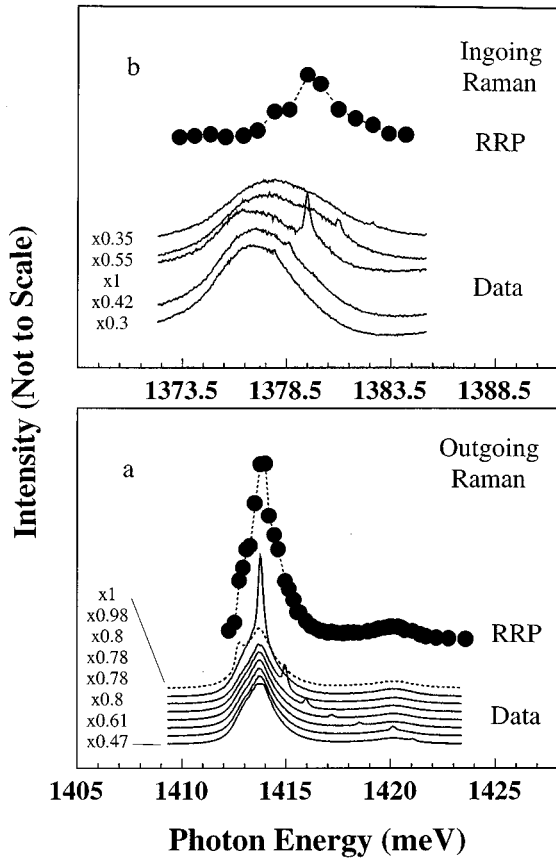 b
Ingoing
Raman
RRP
x0.35
x0.55
x1
x0.42
x0.3
Data
1373.5 1378.5 1383.5 1388.5
Intensity (Not to Scale)
a
Outgoing
Raman
x1
x0.98
x0.8
x0.78
x0.78
x0.8
x0.61
x0.47
RRP
Data
1405 1410 1415 1420 1425
Photon Energy (meV)